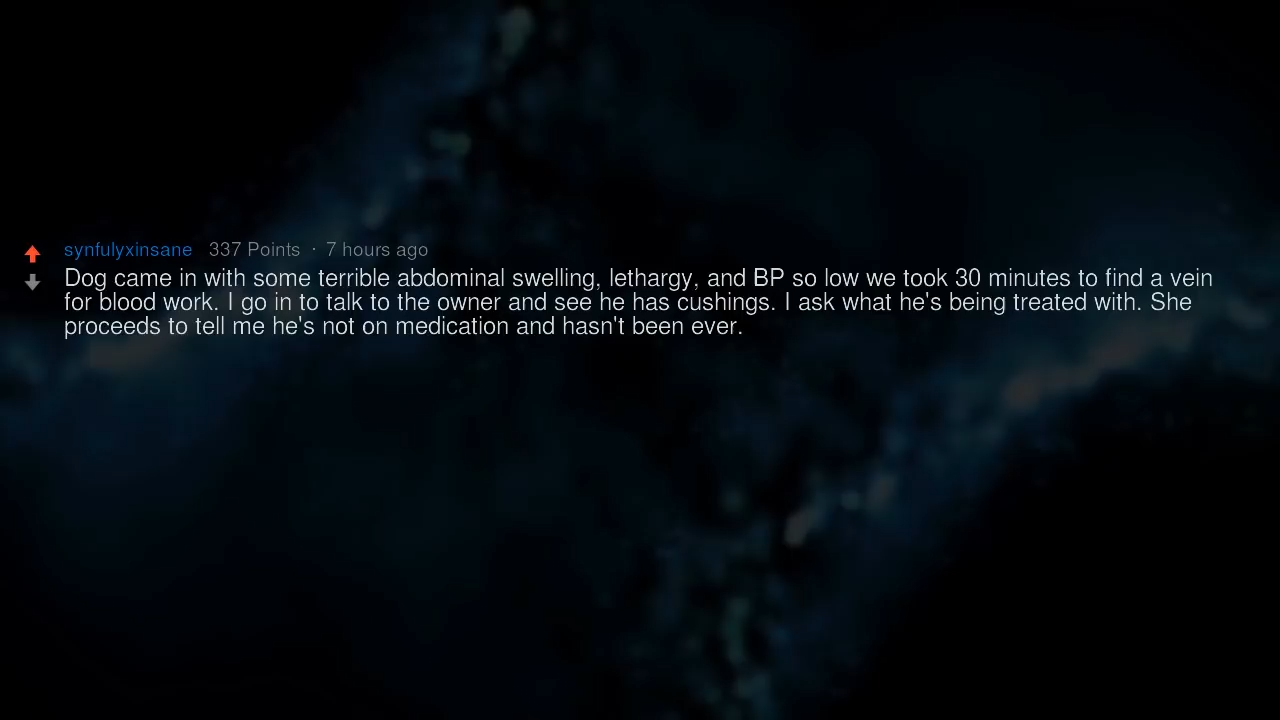 synfulyxinsane 337 Points · 7 hours ago
Dog came in with some terrible abdominal swelling, lethargy, and BP so low we took 30 minutes to find a vein
for blood work. I go in to talk to the owner and see he has cushings. I ask what he's being treated with. She
proceeds to tell me he's not on medication and hasn't been ever.